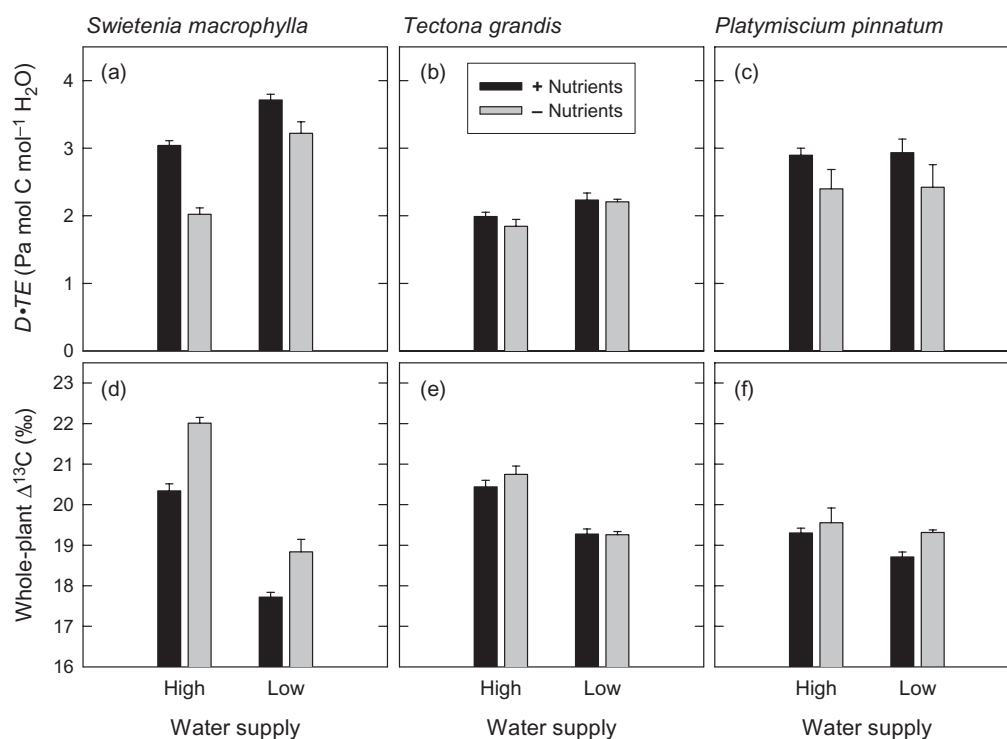 Swietenia macrophylla
Tectona grandis
Platymiscium pinnatum
D•TE (Pa mol C mol⁻¹ H₂O)
4
3
2
1
0
(a)
(b)
+ Nutrients
– Nutrients
(c)
Whole-plant Δ¹³C (‰)
23
22
21
20
19
18
17
16
(d)
(e)
(f)
High Low
High Low
High Low
Water supply
Water supply
Water supply